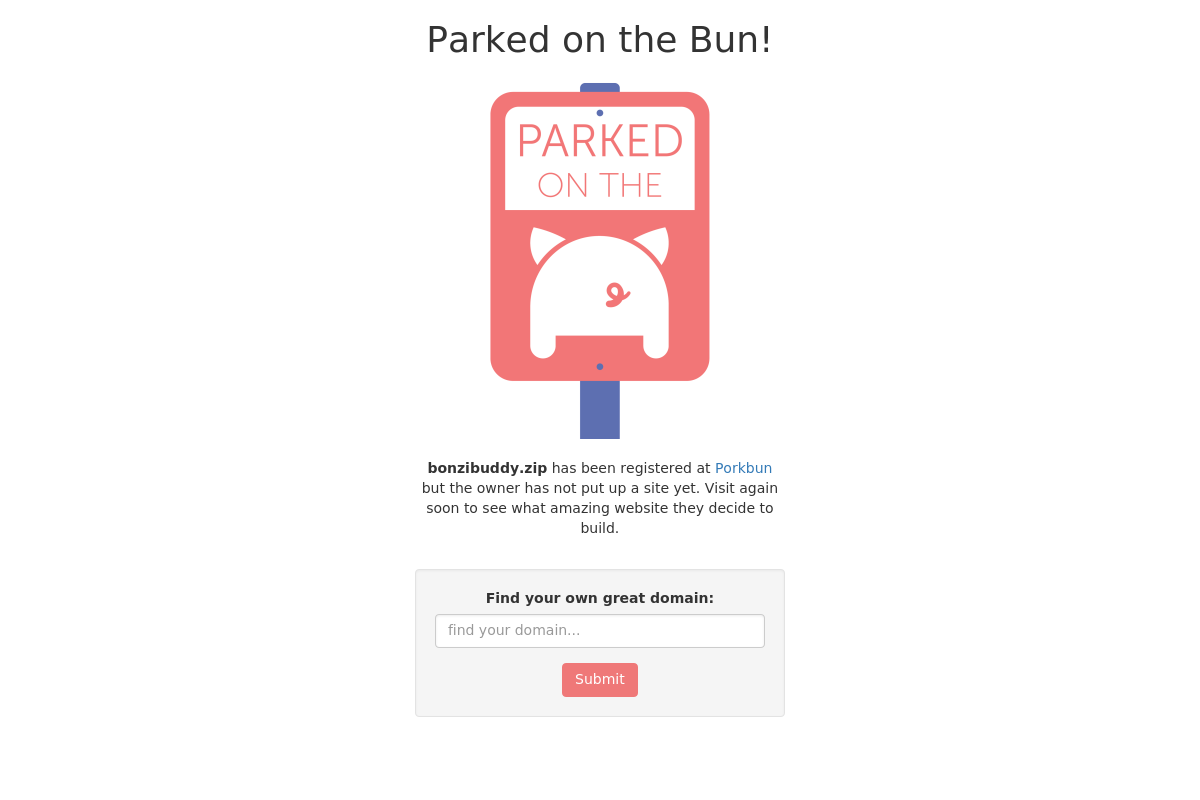 Parked on the Bun!
PARKED
ON THE
bonzibuddy.zip has been registered at Porkbun
but the owner has not put up a site yet. Visit again
soon to see what amazing website they decide to
build.
Find your own great domain:
find your domain...
Submit